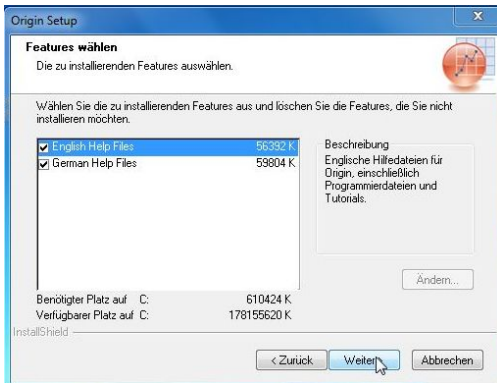 Origin Setup
Features wählen
Die zu installierenden Features auswählen.
Wählen Sie die zu installierenden Features aus und löschen Sie die Features, die Sie nicht
installieren möchten.
English Help Files 56392 K
German Help Files 59804 K
Beschreibung
Englische Hilfedateien für
Origin, einschließlich
Programmierdateien und
Tutorials.
Ändern...
Benötigter Platz auf C: 610424 K
Verfügbarer Platz auf C: 178155620 K
InstallShield
< Zurück
Weiter
Abbrechen